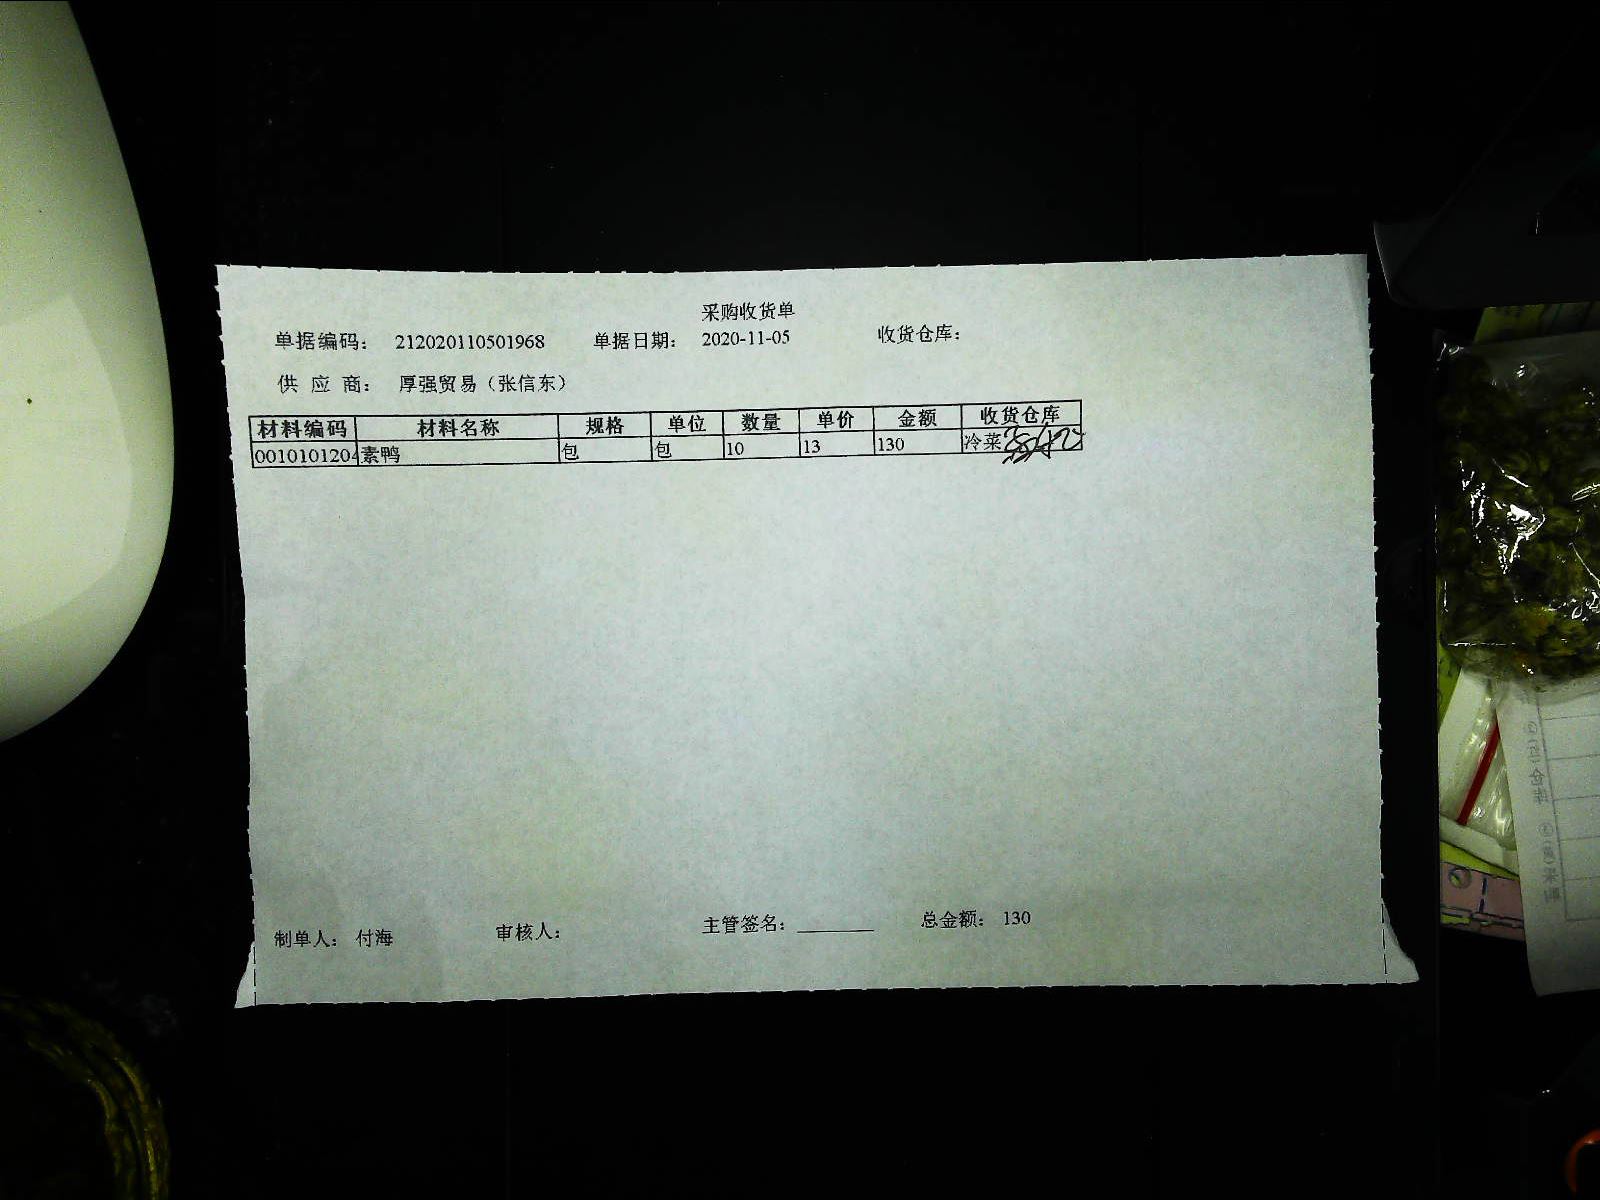 采购收货单
单据编码： 212020110501968 单据日期： 2020-11-05 收货仓库：
供 应 商： 厚强贸易（张信东）
材料编码 材料名称 规格 单位 数量 单价 金额 收货仓库
0010101204 素鸭 包 包 10 13 130 冷菜
制单人： 付海 审核人： 主管签名： 总金额： 130